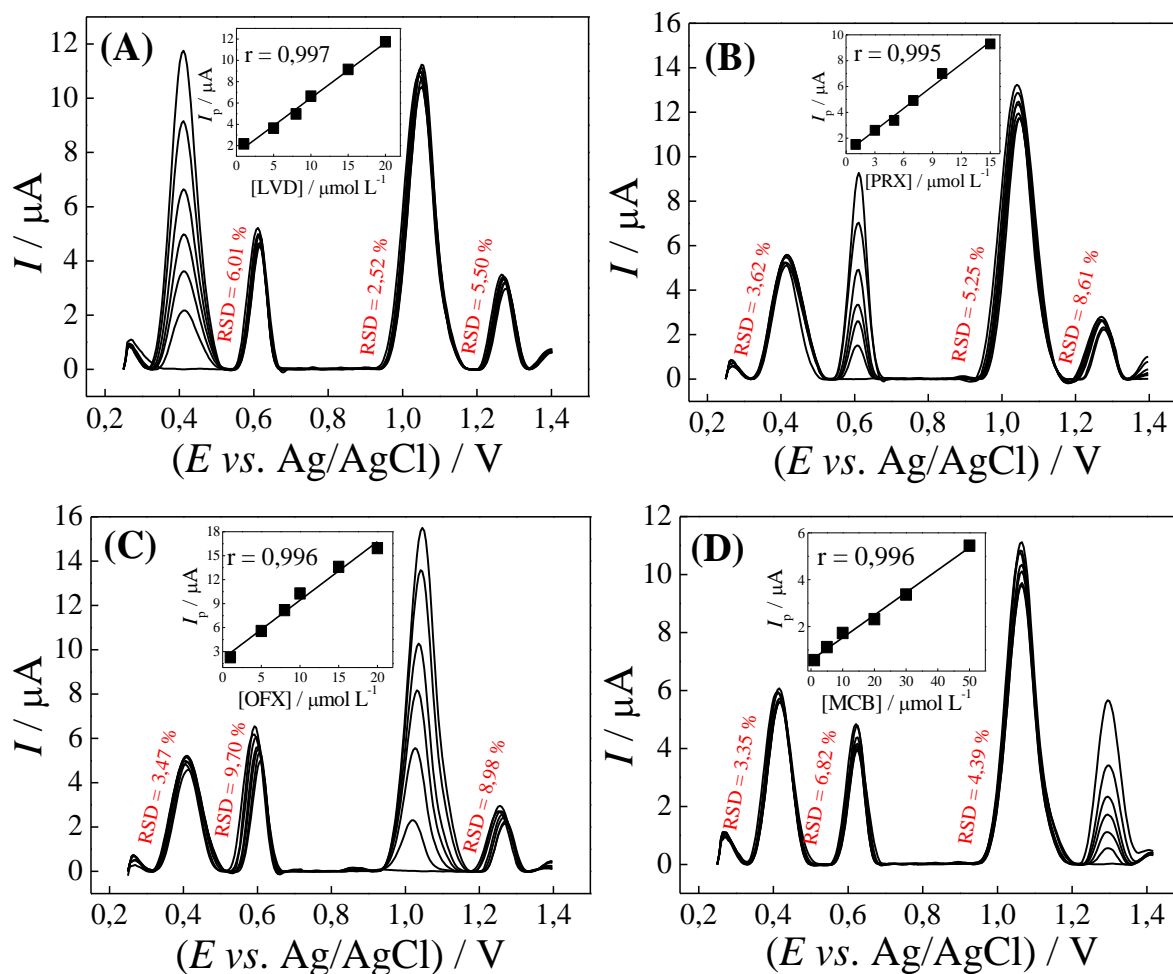 (A)
r = 0,997
I_p / μA
12
10
8
6
4
2
0 5 10 15 20
[LVD] / μmol L⁻¹
RSD = 6,01 %
RSD = 2,52 %
RSD = 5,50 %
I / μA
12
10
8
6
4
2
0
0,2 0,4 0,6 0,8 1,0 1,2 1,4
(E vs. Ag/AgCl) / V
(B)
r = 0,995
I_p / μA
10
8
6
4
2
0 3 6 9 12 15
[PRX] / μmol L⁻¹
RSD = 3,62 %
RSD = 5,25 %
RSD = 8,61 %
I / μA
16
14
12
10
8
6
4
2
0
0,2 0,4 0,6 0,8 1,0 1,2 1,4
(E vs. Ag/AgCl) / V
(C)
r = 0,996
I_p / μA
18
15
12
9
6
3
0 5 10 15 20
[OFX] / μmol L⁻¹
RSD = 3,47 %
RSD = 9,70 %
RSD = 8,98 %
I / μA
16
14
12
10
8
6
4
2
0
0,2 0,4 0,6 0,8 1,0 1,2 1,4
(E vs. Ag/AgCl) / V
(D)
r = 0,996
I_p / μA
6
4
2
0 10 20 30 40 50
[MCB] / μmol L⁻¹
RSD = 3,35 %
RSD = 6,82 %
RSD = 4,39 %
I / μA
12
10
8
6
4
2
0
0,2 0,4 0,6 0,8 1,0 1,2 1,4
(E vs. Ag/AgCl) / V